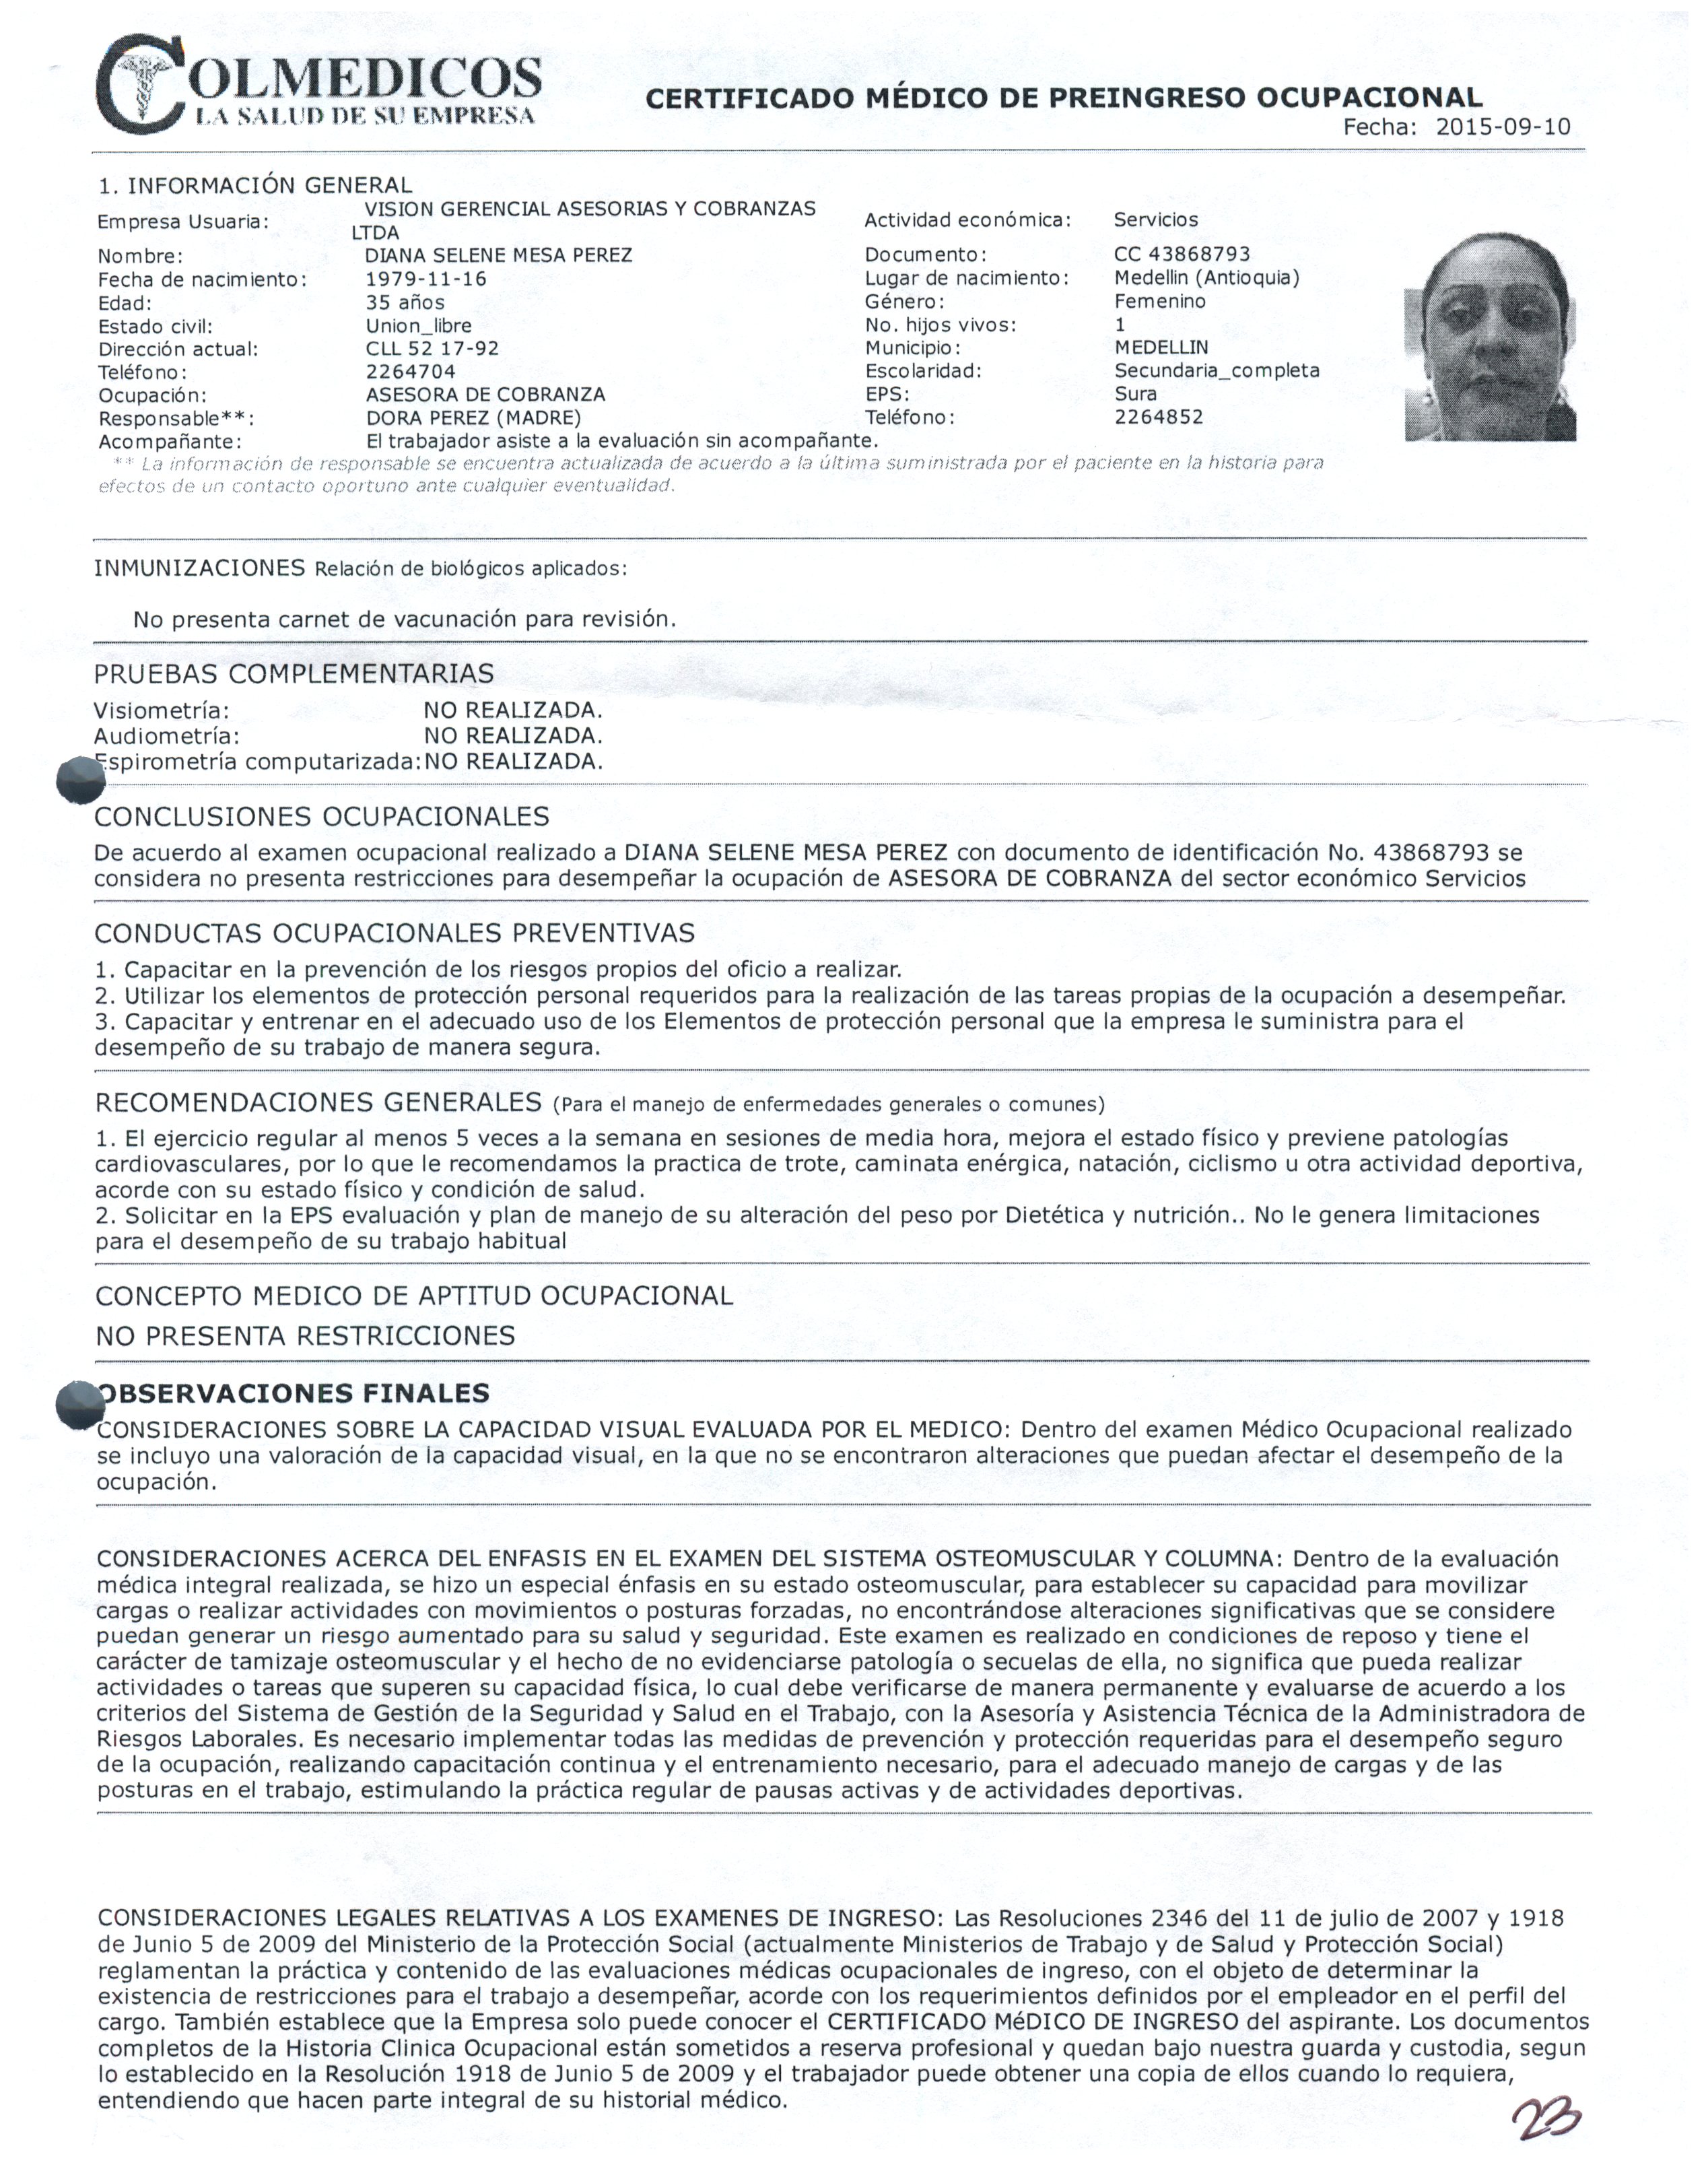 COLMEDICOS
LA SALUD DE SU EMPRESA
CERTIFICADO MÉDICO DE PREINGRESO OCUPACIONAL
Fecha: 2015-09-10
1. INFORMACIÓN GENERAL
Empresa Usuaria: VISION GERENCIAL ASESORIAS Y COBRANZAS LTDA Actividad económica: Servicios
Nombre: DIANA SELENE MESA PEREZ Documento: CC 43868793
Fecha de nacimiento: 1979-11-16 Lugar de nacimiento: Medellin (Antioquia)
Edad: 35 años Género: Femenino
Estado civil: Union_libre No. hijos vivos: 1
Dirección actual: CLL 52 17-92 Municipio: MEDELLIN
Teléfono: 2264704 Escolaridad: Secundaria_completa
Ocupación: ASESORA DE COBRANZA EPS: Sura
Responsable**: DORA PEREZ (MADRE) Teléfono: 2264852
Acompañante: El trabajador asiste a la evaluación sin acompañante.
** La información de responsable se encuentra actualizada de acuerdo a la última suministrada por el paciente en la historia para
efectos de un contacto oportuno ante cualquier eventualidad.
INMUNIZACIONES Relación de biológicos aplicados:
No presenta carnet de vacunación para revisión.
PRUEBAS COMPLEMENTARIAS
Visiometría: NO REALIZADA.
Audiometría: NO REALIZADA.
Espirometría computarizada: NO REALIZADA.
CONCLUSIONES OCUPACIONALES
De acuerdo al examen ocupacional realizado a DIANA SELENE MESA PEREZ con documento de identificación No. 43868793 se
considera no presenta restricciones para desempeñar la ocupación de ASESORA DE COBRANZA del sector económico Servicios
CONDUCTAS OCUPACIONALES PREVENTIVAS
1. Capacitar en la prevención de los riesgos propios del oficio a realizar.
2. Utilizar los elementos de protección personal requeridos para la realización de las tareas propias de la ocupación a desempeñar.
3. Capacitar y entrenar en el adecuado uso de los Elementos de protección personal que la empresa le suministra para el
desempeño de su trabajo de manera segura.
RECOMENDACIONES GENERALES (Para el manejo de enfermedades generales o comunes)
1. El ejercicio regular al menos 5 veces a la semana en sesiones de media hora, mejora el estado físico y previene patologías
cardiovasculares, por lo que le recomendamos la practica de trote, caminata enérgica, natación, ciclismo u otra actividad deportiva,
acorde con su estado físico y condición de salud.
2. Solicitar en la EPS evaluación y plan de manejo de su alteración del peso por Dietética y nutrición.. No le genera limitaciones
para el desempeño de su trabajo habitual
CONCEPTO MEDICO DE APTITUD OCUPACIONAL
NO PRESENTA RESTRICCIONES
OBSERVACIONES FINALES
CONSIDERACIONES SOBRE LA CAPACIDAD VISUAL EVALUADA POR EL MEDICO: Dentro del examen Médico Ocupacional realizado
se incluyo una valoración de la capacidad visual, en la que no se encontraron alteraciones que puedan afectar el desempeño de la
ocupación.
CONSIDERACIONES ACERCA DEL ENFASIS EN EL EXAMEN DEL SISTEMA OSTEOMUSCULAR Y COLUMNA: Dentro de la evaluación
médica integral realizada, se hizo un especial énfasis en su estado osteomuscular, para establecer su capacidad para movilizar
cargas o realizar actividades con movimientos o posturas forzadas, no encontrándose alteraciones significativas que se considere
puedan generar un riesgo aumentado para su salud y seguridad. Este examen es realizado en condiciones de reposo y tiene el
carácter de tamizaje osteomuscular y el hecho de no evidenciarse patología o secuelas de ella, no significa que pueda realizar
actividades o tareas que superen su capacidad física, lo cual debe verificarse de manera permanente y evaluarse de acuerdo a los
criterios del Sistema de Gestión de la Seguridad y Salud en el Trabajo, con la Asesoría y Asistencia Técnica de la Administradora de
Riesgos Laborales. Es necesario implementar todas las medidas de prevención y protección requeridas para el desempeño seguro
de la ocupación, realizando capacitación continua y el entrenamiento necesario, para el adecuado manejo de cargas y de las
posturas en el trabajo, estimulando la práctica regular de pausas activas y de actividades deportivas.
CONSIDERACIONES LEGALES RELATIVAS A LOS EXAMENES DE INGRESO: Las Resoluciones 2346 del 11 de julio de 2007 y 1918
de Junio 5 de 2009 del Ministerio de la Protección Social (actualmente Ministerios de Trabajo y de Salud y Protección Social)
reglamentan la práctica y contenido de las evaluaciones médicas ocupacionales de ingreso, con el objeto de determinar la
existencia de restricciones para el trabajo a desempeñar, acorde con los requerimientos definidos por el empleador en el perfil del
cargo. También establece que la Empresa solo puede conocer el CERTIFICADO MéDICO DE INGRESO del aspirante. Los documentos
completos de la Historia Clinica Ocupacional están sometidos a reserva profesional y quedan bajo nuestra guarda y custodia, segun
lo establecido en la Resolución 1918 de Junio 5 de 2009 y el trabajador puede obtener una copia de ellos cuando lo requiera,
entendiendo que hacen parte integral de su historial médico.
23